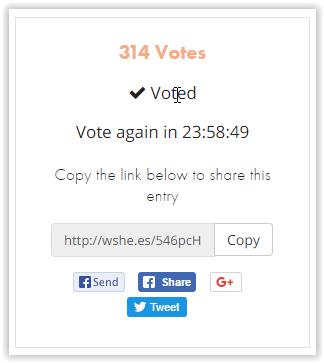 314 Votes
✔ Voted
Vote again in 23:58:49
Copy the link below to share this
entry
http://wshe.es/546pcH Copy
Send Share G+
Tweet